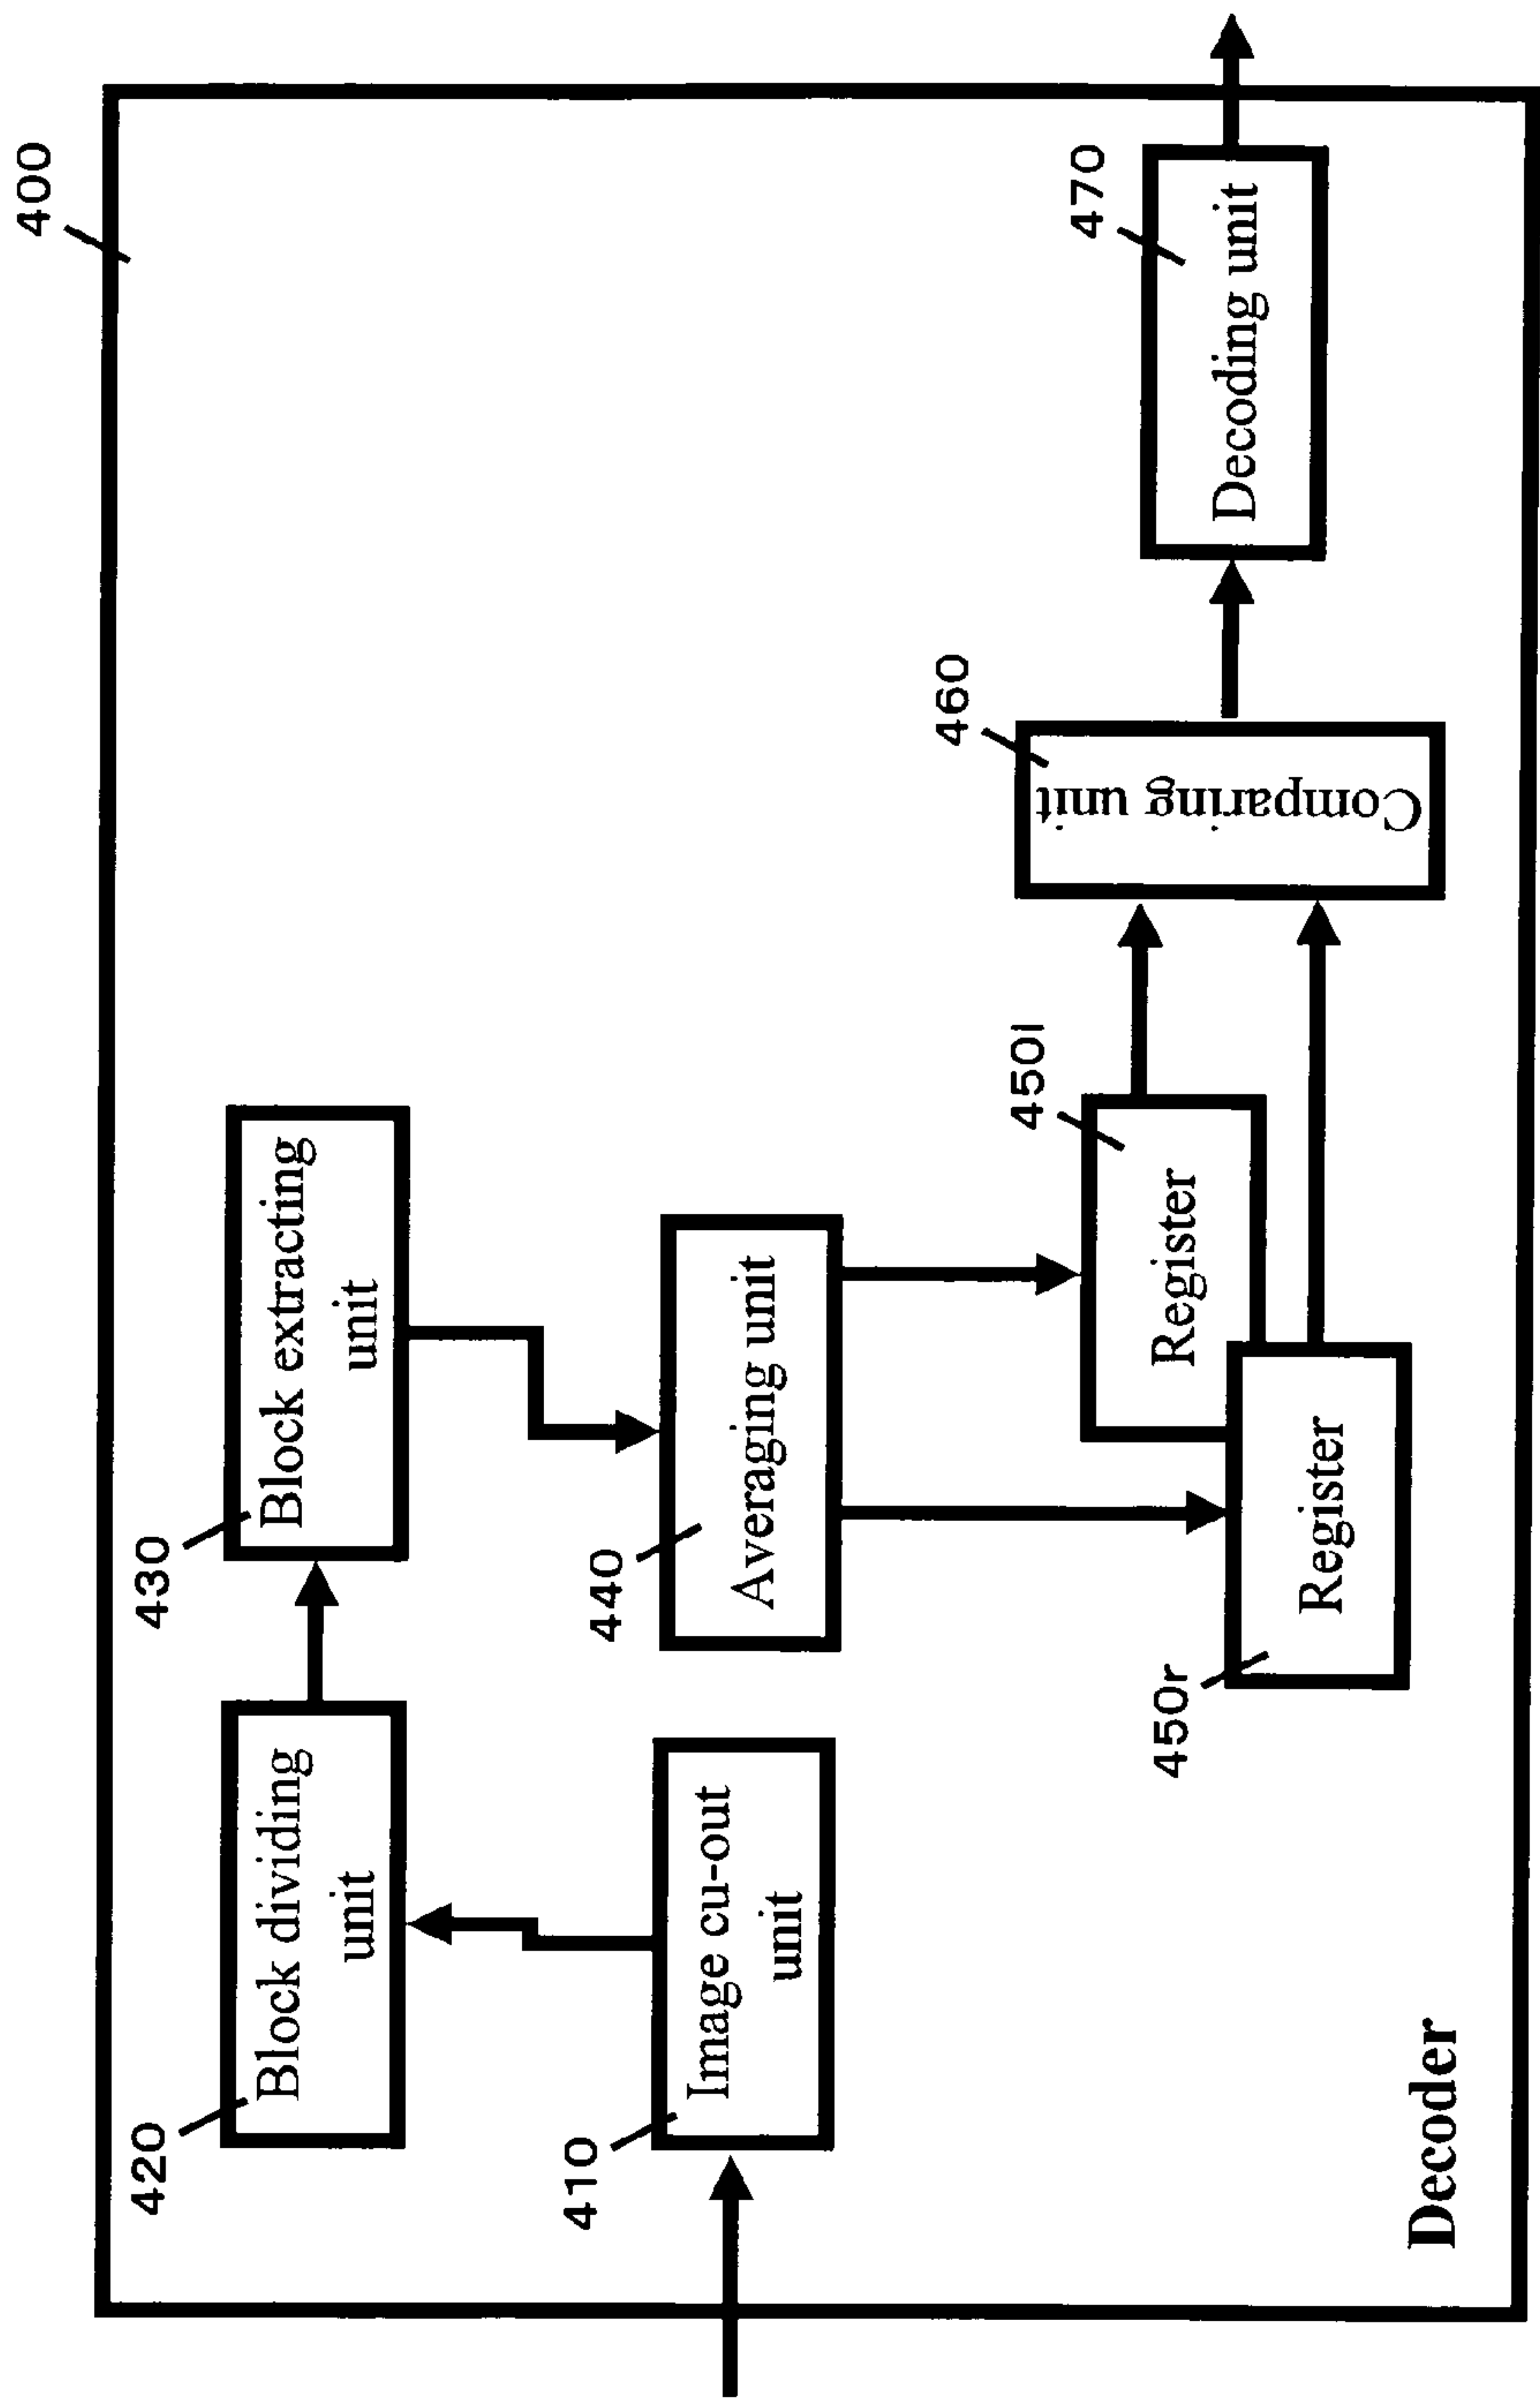 400
420
Block dividing
unit
430
Block extracting
unit
410
Image cu-out
unit
440
Averaging unit
450l
Register
450r
Register
460
Comparing unit
470
Decoding unit
Decoder